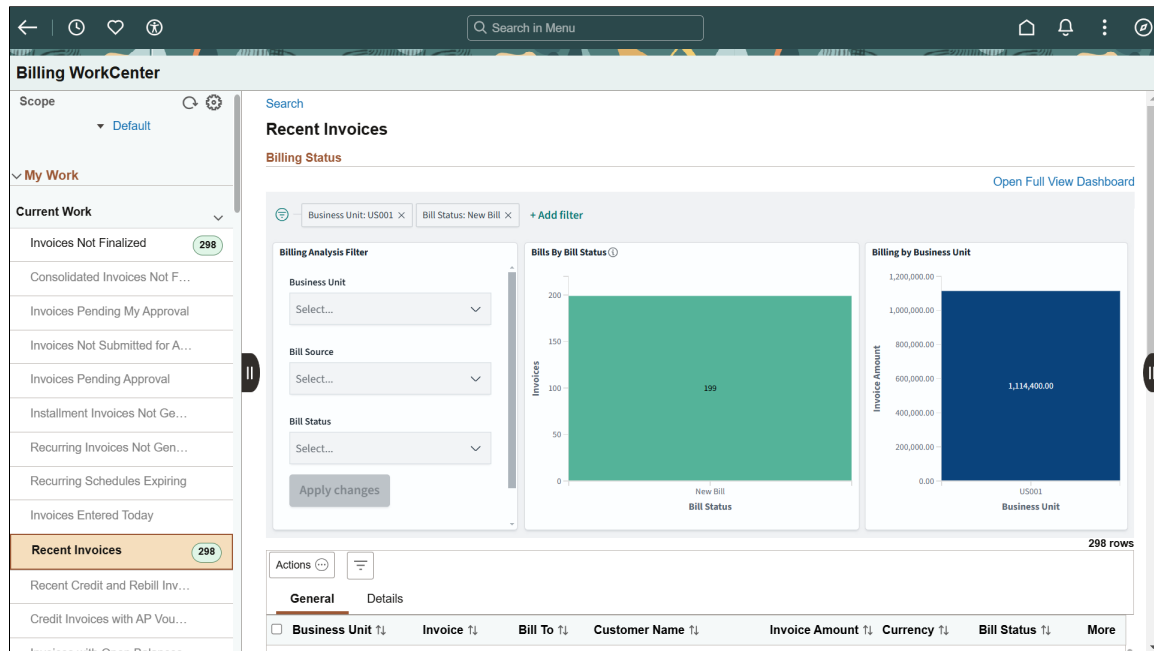 Search in Menu
Billing WorkCenter
Scope
Default
My Work
Current Work
Invoices Not Finalized 298
Consolidated Invoices Not F...
Invoices Pending My Approval
Invoices Not Submitted for A...
Invoices Pending Approval
Installment Invoices Not Ge...
Recurring Invoices Not Gen...
Recurring Schedules Expiring
Invoices Entered Today
Recent Invoices 298
Recent Credit and Rebill Inv...
Credit Invoices with AP Vou...
Search
Recent Invoices
Billing Status
Open Full View Dashboard
Business Unit: US001 × Bill Status: New Bill × + Add filter
Billing Analysis Filter
Business Unit
Select...
Bill Source
Select...
Bill Status
Select...
Apply changes
Bills By Bill Status
Invoices
200
150
100
50
0
199
New Bill
Bill Status
Billing by Business Unit
Invoice Amount
1,200,000.00
1,000,000.00
800,000.00
600,000.00
400,000.00
200,000.00
0.00
1,114,400.00
US001
Business Unit
298 rows
Actions
General Details
Business Unit Invoice Bill To Customer Name Invoice Amount Currency Bill Status More